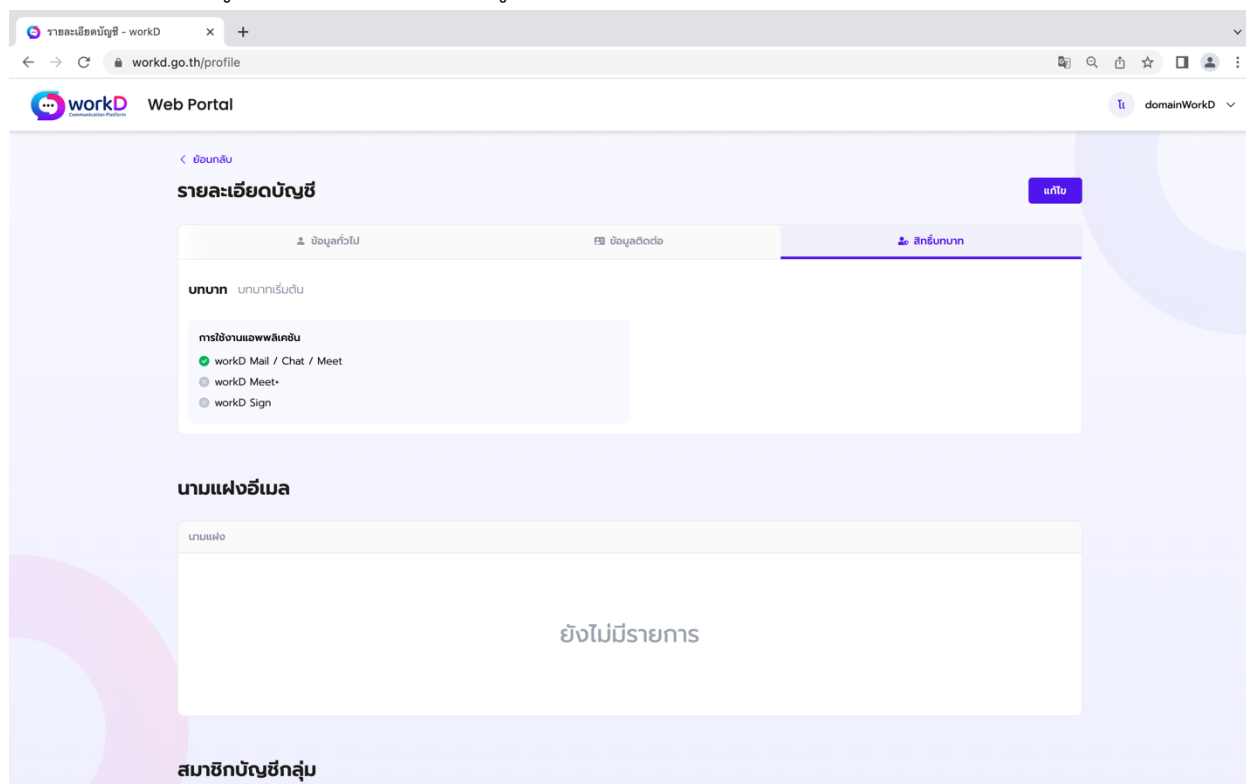 รายละเอียดบัญชี - workD
workd.go.th/profile
workD Web Portal
Communication Platform
โเ domainWorkD
ย้อนกลับ
รายละเอียดบัญชี
แก้ไข
ข้อมูลทั่วไป ข้อมูลติดต่อ สิทธิ์บทบาท
บทบาท บทบาทเริ่มต้น
การใช้งานแอพพลิเคชัน
workD Mail / Chat / Meet
workD Meet+
workD Sign
นามแฝงอีเมล
นามแฝง
ยังไม่มีรายการ
สมาชิกบัญชีกลุ่ม